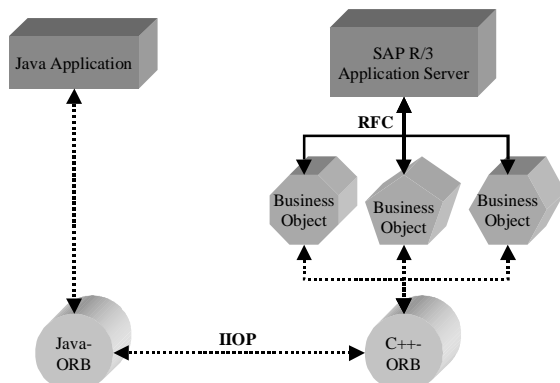 Java Application
SAP R/3
Application Server
RFC
Business
Object
Business
Object
Business
Object
Java-
ORB
IIOP
C++-
ORB